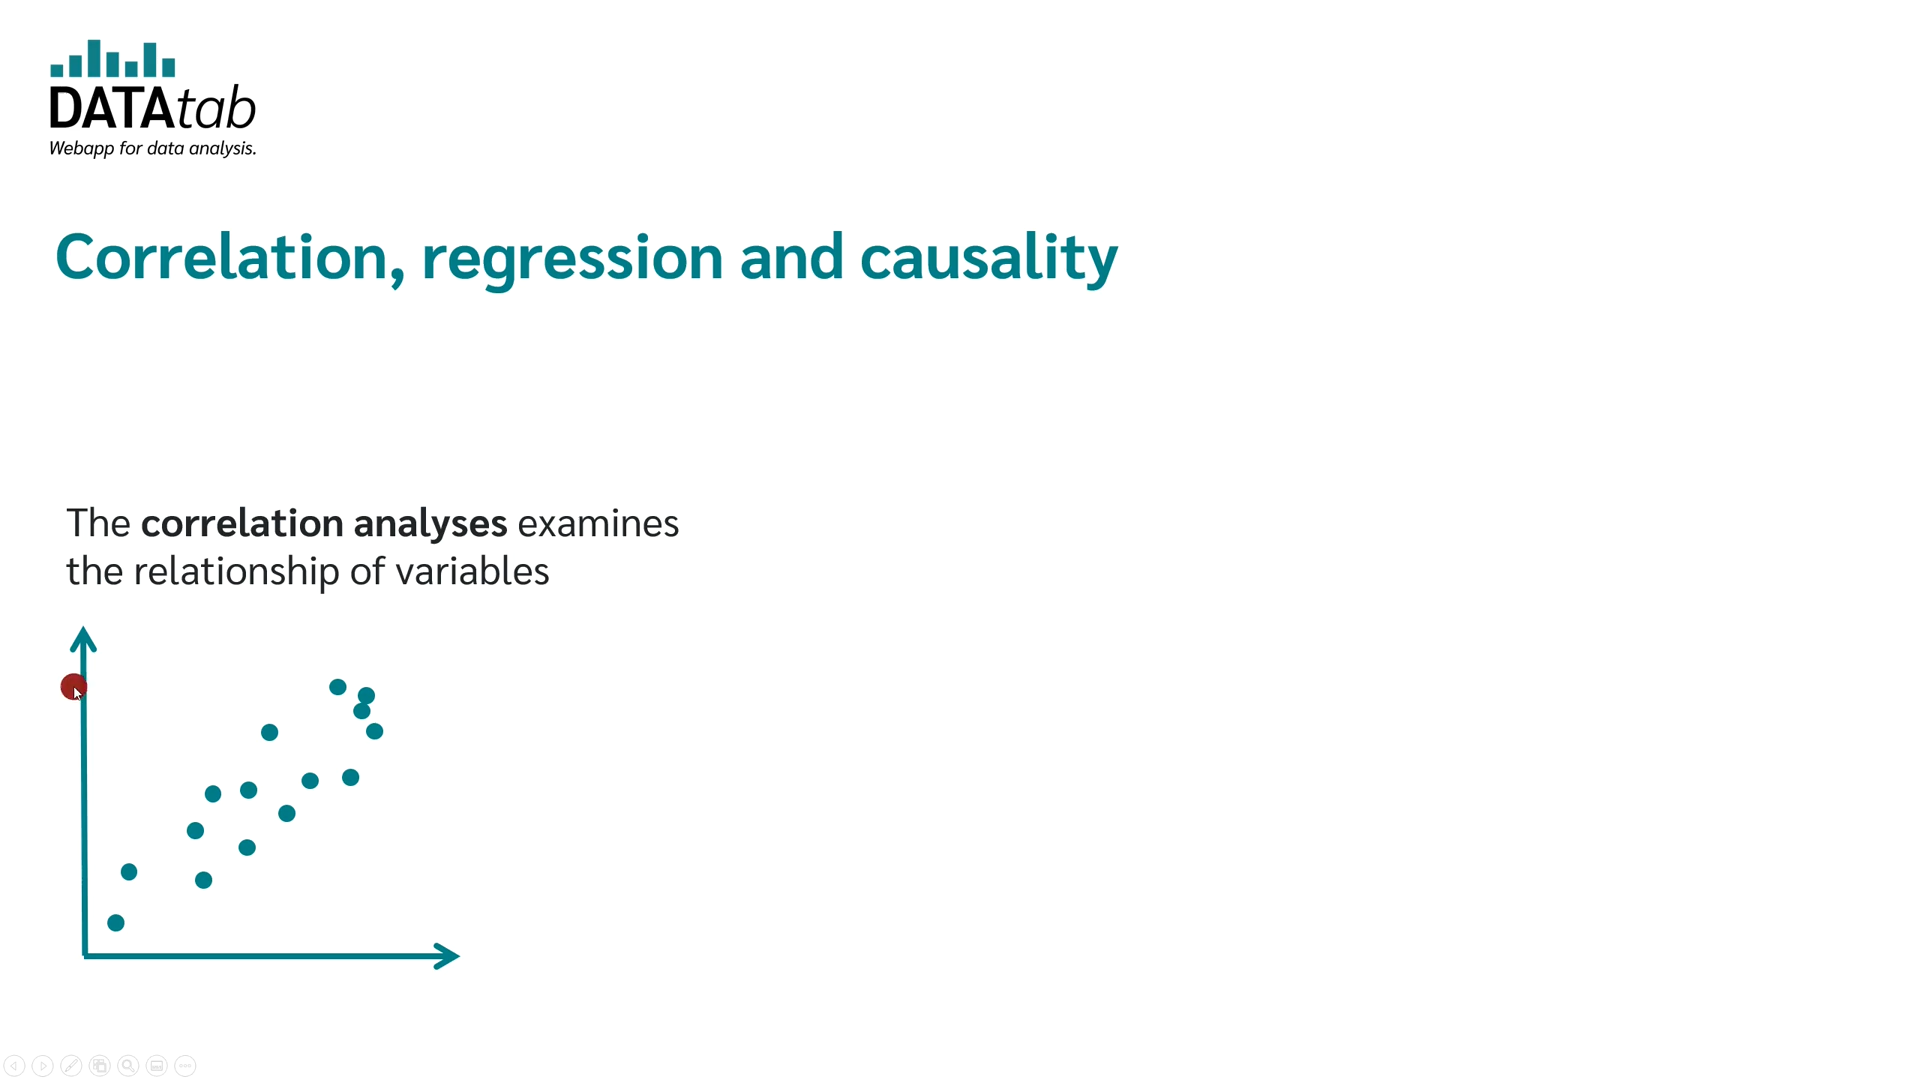 DATAtab
Webapp for data analysis.
Correlation, regression and causality
The correlation analyses examines
the relationship of variables